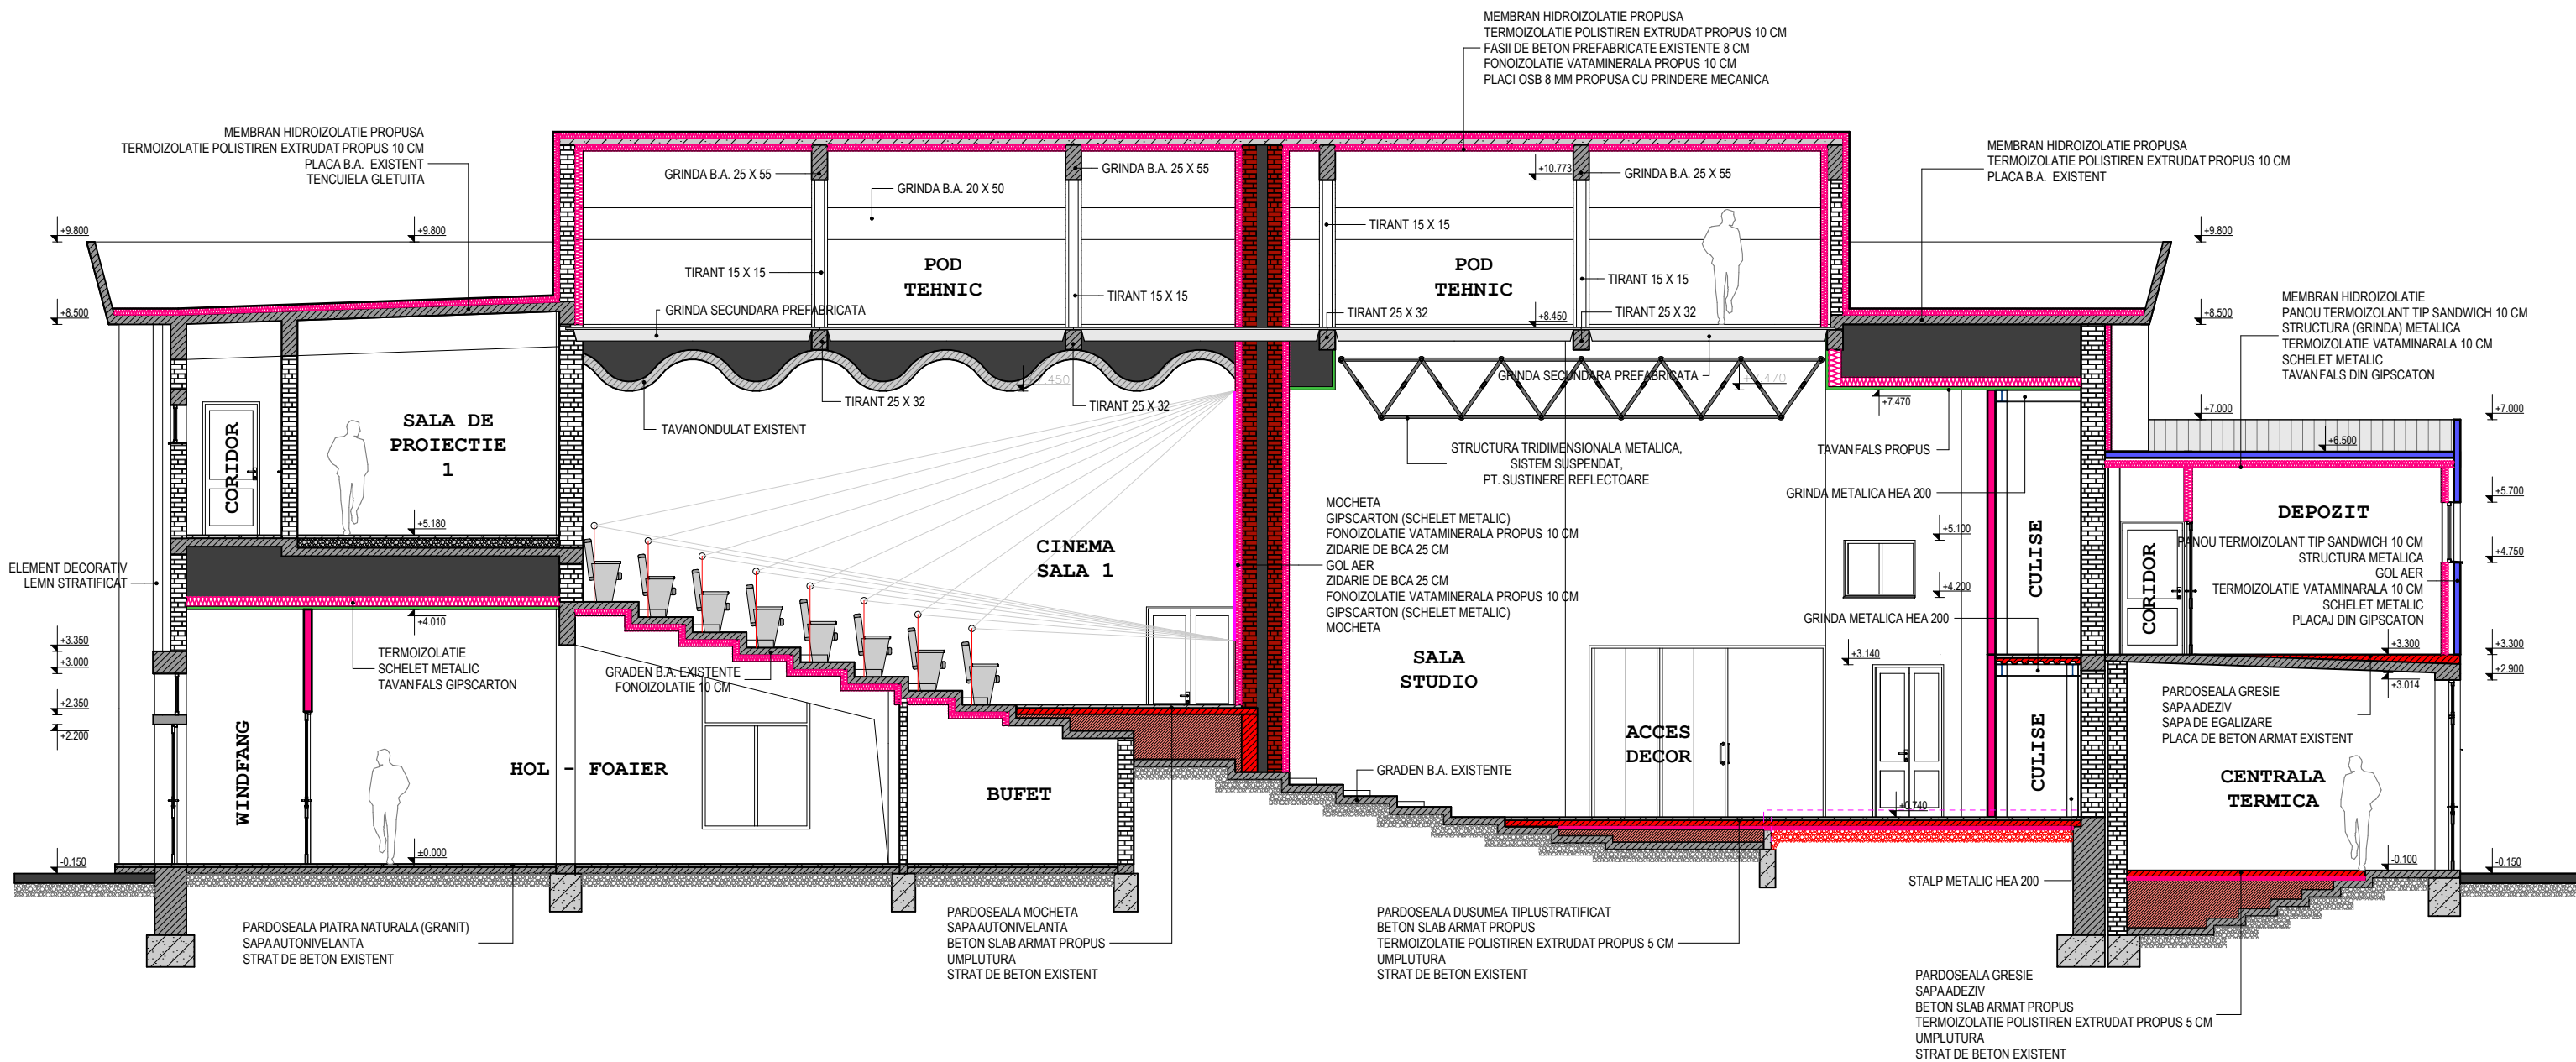 MEMBRAN HIDROIZOLATIE PROPUSA
TERMOIZOLATIE POLISTIREN EXTRUDAT PROPUS 10 CM
FASII DE BETON PREFABRICATE EXISTENTE 8 CM
FONOIZOLATIE VATAMINERALA PROPUS 10 CM
PLACI OSB 8 MM PROPUSA CU PRINDERE MECANICA
MEMBRAN HIDROIZOLATIE PROPUSA
TERMOIZOLATIE POLISTIREN EXTRUDAT PROPUS 10 CM
PLACA B.A. EXISTENT
TENCUIELA GLETUITA
MEMBRAN HIDROIZOLATIE PROPUSA
TERMOIZOLATIE POLISTIREN EXTRUDAT PROPUS 10 CM
PLACA B.A. EXISTENT
GRINDA B.A. 25 X 55
GRINDA B.A. 20 X 50
GRINDA B.A. 25 X 55
+10.773
GRINDA B.A. 25 X 55
+9.800
+9.800
+9.800
TIRANT 15 X 15
POD
TEHNIC
TIRANT 15 X 15
TIRANT 15 X 15
POD
TEHNIC
TIRANT 15 X 15
GRINDA SECUNDARA PREFABRICATA
TIRANT 25 X 32
+8.450
TIRANT 25 X 32
+8.500
+8.500
MEMBRAN HIDROIZOLATIE
PANOU TERMOIZOLANT TIP SANDWICH 10 CM
STRUCTURA (GRINDA) METALICA
TERMOIZOLATIE VATAMINARALA 10 CM
SCHELET METALIC
TAVAN FALS DIN GIPSCATON
7.450
GRINDA SECUNDARA PREFABRICATA
+7.470
+7.470
TIRANT 25 X 32
TIRANT 25 X 32
TAVAN ONDULAT EXISTENT
CORIDOR
SALA DE
PROIECTIE
1
+5.180
STRUCTURA TRIDIMENSIONALA METALICA,
SISTEM SUSPENDAT,
PT. SUSTINERE REFLECTOARE
TAVAN FALS PROPUS
GRINDA METALICA HEA 200
+7.000
+7.000
+6.500
+5.700
DEPOZIT
MOCHETA
GIPSCARTON (SCHELET METALIC)
FONOIZOLATIE VATAMINERALA PROPUS 10 CM
ZIDARIE DE BCA 25 CM
GOL AER
ZIDARIE DE BCA 25 CM
FONOIZOLATIE VATAMINERALA PROPUS 10 CM
GIPSCARTON (SCHELET METALIC)
MOCHETA
CINEMA
SALA 1
+5.100
+4.200
CULISE
CORIDOR
PANOU TERMOIZOLANT TIP SANDWICH 10 CM
STRUCTURA METALICA
GOL AER
TERMOIZOLATIE VATAMINARALA 10 CM
SCHELET METALIC
PLACAJ DIN GIPSCATON
+4.750
ELEMENT DECORATIV
LEMN STRATIFICAT
+4.010
GRINDA METALICA HEA 200
+3.350
+3.000
+2.350
+2.200
TERMOIZOLATIE
SCHELET METALIC
TAVAN FALS GIPSCARTON
GRADEN B.A. EXISTENTE
FONOIZOLATIE 10 CM
SALA
STUDIO
+3.140
+3.300
+3.300
+2.900
+3.014
PARDOSEALA GRESIE
SAPA ADEZIV
SAPA DE EGALIZARE
PLACA DE BETON ARMAT EXISTENT
WINDFANG
HOL - FOAIER
BUFET
GRADEN B.A. EXISTENTE
ACCES
DECOR
CULISE
CENTRALA
TERMICA
+0.740
-0.150
±0.000
-0.100
-0.150
STALP METALIC HEA 200
PARDOSEALA PIATRA NATURALA (GRANIT)
SAPA AUTONIVELANTA
STRAT DE BETON EXISTENT
PARDOSEALA MOCHETA
SAPA AUTONIVELANTA
BETON SLAB ARMAT PROPUS
UMPLUTURA
STRAT DE BETON EXISTENT
PARDOSEALA DUSUMEA TIPLUSTRATIFICAT
BETON SLAB ARMAT PROPUS
TERMOIZOLATIE POLISTIREN EXTRUDAT PROPUS 5 CM
UMPLUTURA
STRAT DE BETON EXISTENT
PARDOSEALA GRESIE
SAPA ADEZIV
BETON SLAB ARMAT PROPUS
TERMOIZOLATIE POLISTIREN EXTRUDAT PROPUS 5 CM
UMPLUTURA
STRAT DE BETON EXISTENT